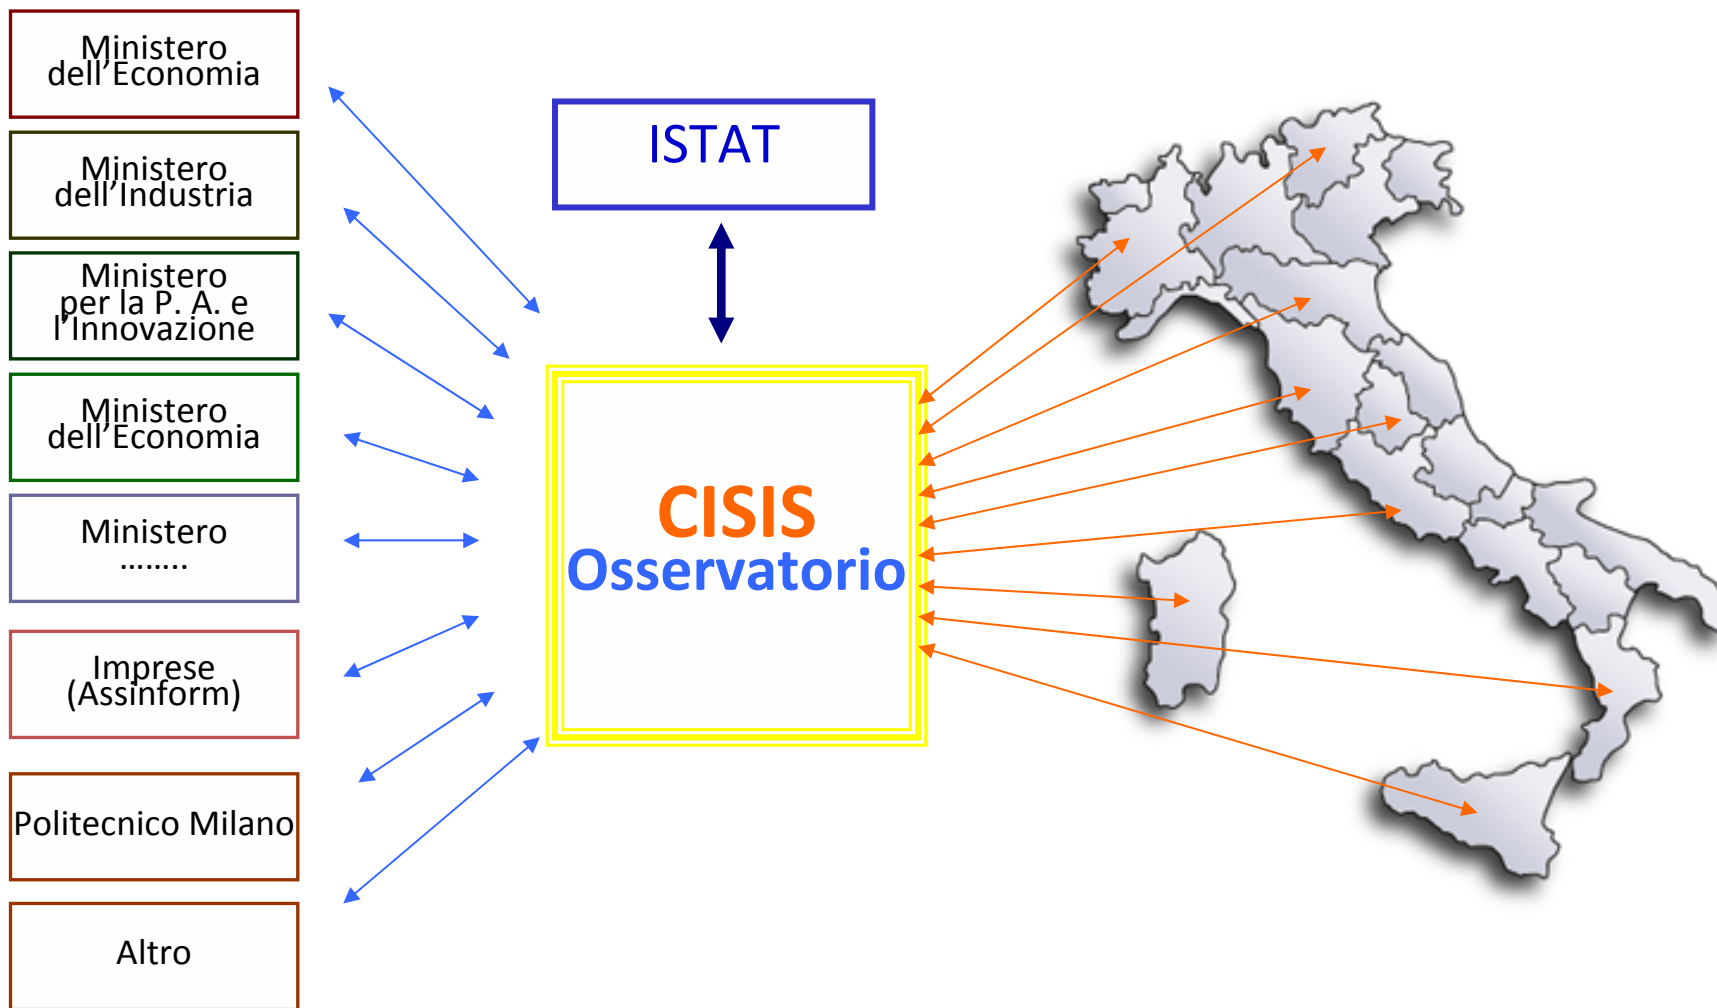 Ministero
dell'Economia
Ministero
dell'Industria
Ministero
per la P. A. e
l'Innovazione
Ministero
dell'Economia
Ministero
……..
Imprese
(Assinform)
Politecnico Milano
Altro
ISTAT
CISIS
Osservatorio